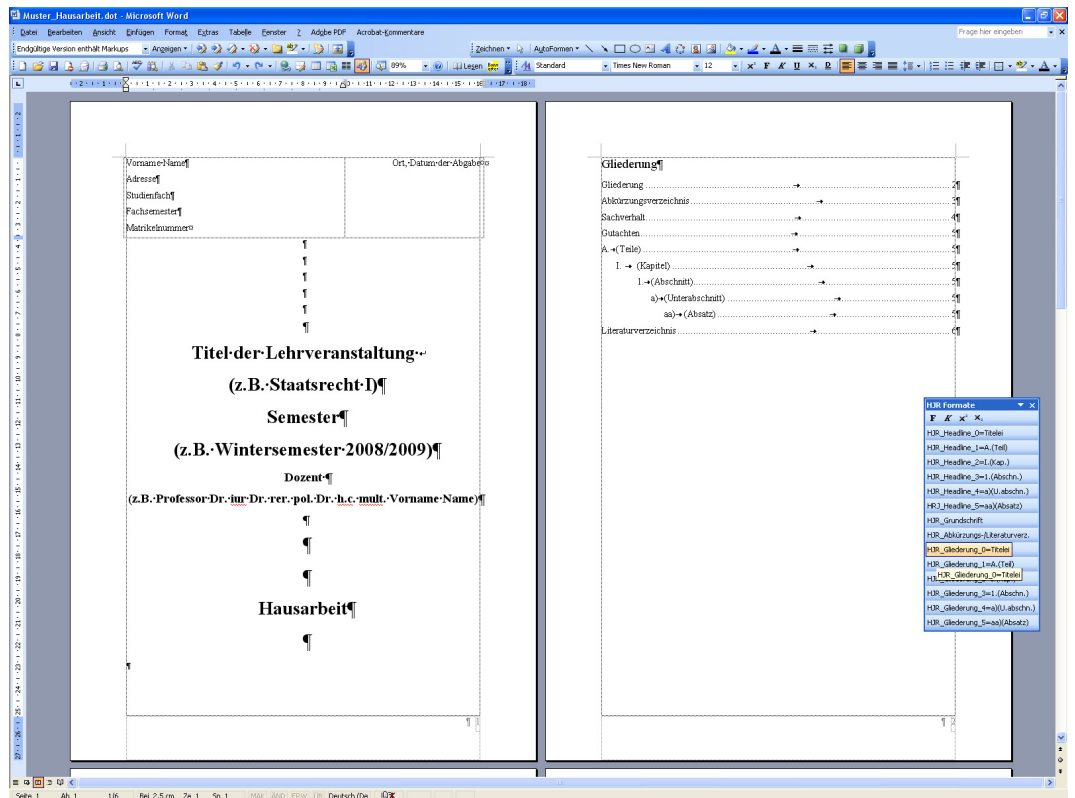 Muster_Hausarbeit.dot - Microsoft Word
Datei Bearbeiten Ansicht Einfügen Format Extras Tabelle Fenster ? Adobe PDF Acrobat-Kommentare Frage hier eingeben
Endgültige Version enthält Markups Anzeigen Zeichnen AutoFormen
89% Lesen Standard Times New Roman 12 F K U
Vorname·Name¶ Ort,·Datum·der·Abgabe¤
Adresse¶
Studienfach¶
Fachsemester¶
Matrikelnummer¤
¶
¶
¶
¶
¶
¶
Titel·der·Lehrveranstaltung·↵
(z.B.·Staatsrecht·I)¶
Semester¶
(z.B.·Wintersemester·2008/2009)¶
Dozent·¶
(z.B.·Professor·Dr.·iur·Dr.·rer.·pol.·Dr.·h.c.·mult.·Vorname·Name)¶
¶
¶
¶
Hausarbeit¶
¶
¶
¶ 1
Gliederung¶
Gliederung → 2¶
Abkürzungsverzeichnis → 3¶
Sachverhalt → 4¶
Gutachten → 5¶
A.→(Teile) → 5¶
I. → (Kapitel) → 5¶
1.→(Abschnitt) → 5¶
a)→(Unterabschnitt) → 5¶
aa)→(Absatz) → 5¶
Literaturverzeichnis → 6¶
¶ 2
HJR Formate
F K x² x₂
HJR_Headline_0=Titelei
HJR_Headline_1=A.(Teil)
HJR_Headline_2=I.(Kap.)
HJR_Headline_3=1.(Abschn.)
HJR_Headline_4=a)(U.abschn.)
HRJ_Headline_5=aa)(Absatz)
HJR_Grundschrift
HJR_Abkürzungs-/Literaturverz.
HJR_Gliederung_0=Titelei
HJR_Gliederung_1=A.(Teil)
HJR_Gliederung_0=Titelei
HJR_Gliederung_3=1.(Abschn.)
HJR_Gliederung_4=a)(U.abschn.)
HJR_Gliederung_5=aa)(Absatz)
Seite 1 Ab 1 1/6 Bei 2,5 cm Ze 1 Sp 1 MAK ÄND ERW ÜB Deutsch (De